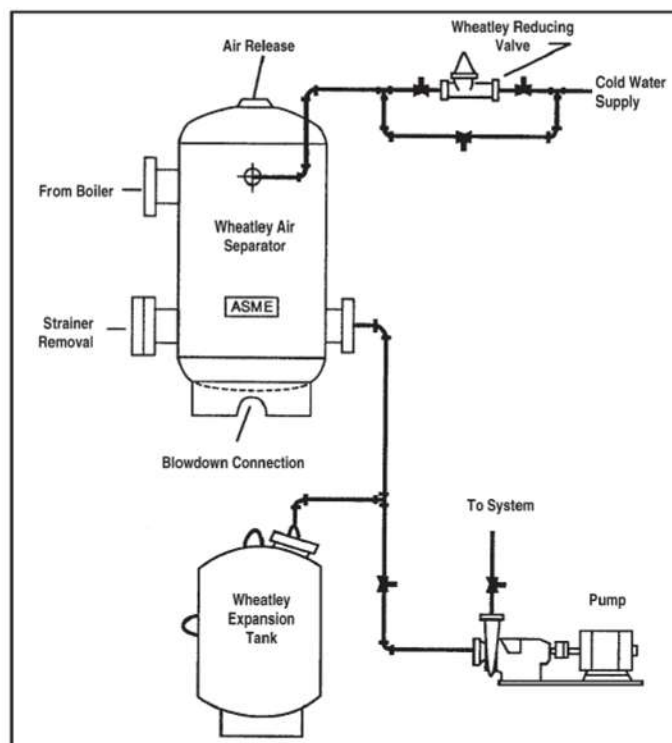 Air Release
Wheatley Reducing
Valve
Cold Water
Supply
From Boiler
Wheatley Air
Separator
ASME
Strainer
Removal
Blowdown Connection
To System
Wheatley
Expansion
Tank
Pump